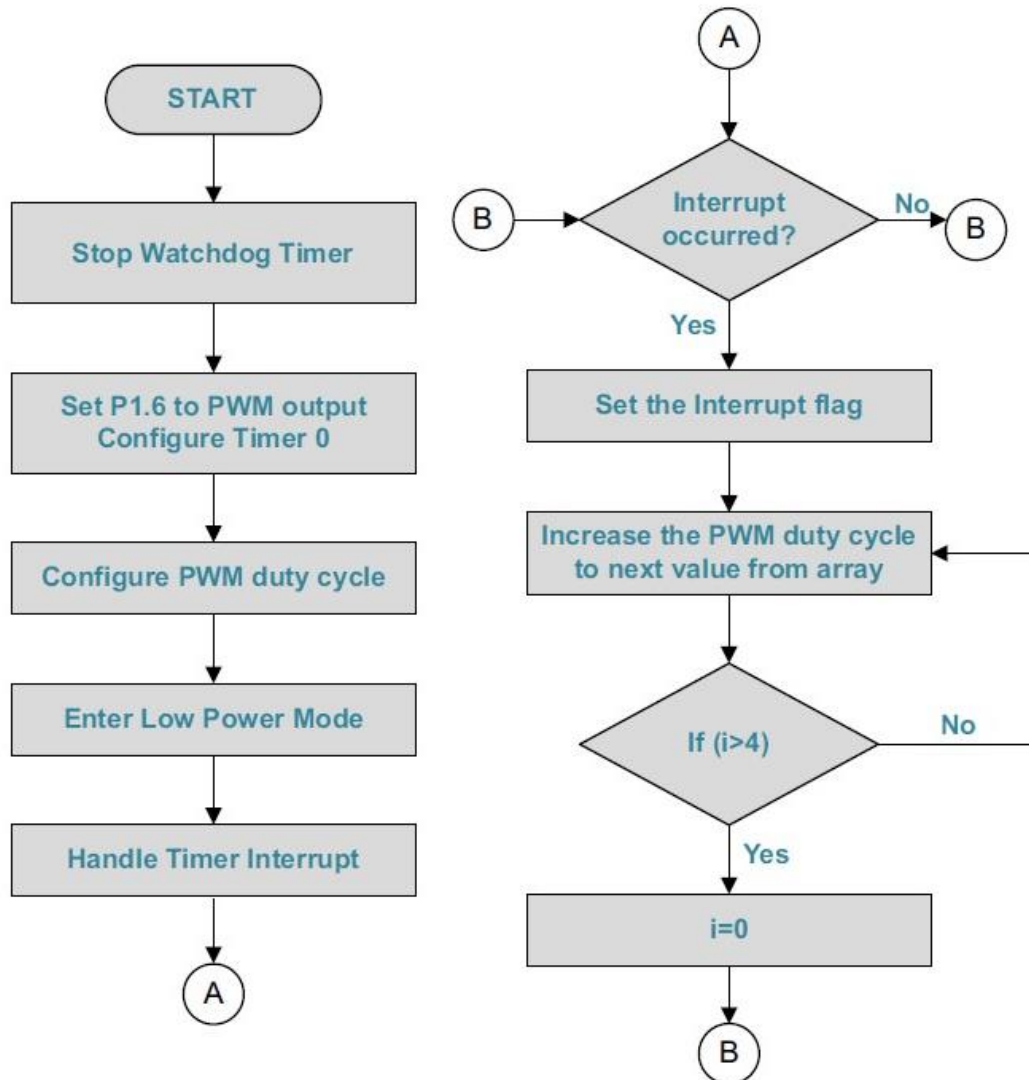 START
Stop Watchdog Timer
Set P1.6 to PWM output
Configure Timer 0
Configure PWM duty cycle
Enter Low Power Mode
Handle Timer Interrupt
A
A
B
Interrupt
occurred?
No
B
Yes
Set the Interrupt flag
Increase the PWM duty cycle
to next value from array
If (i>4)
No
Yes
i=0
B